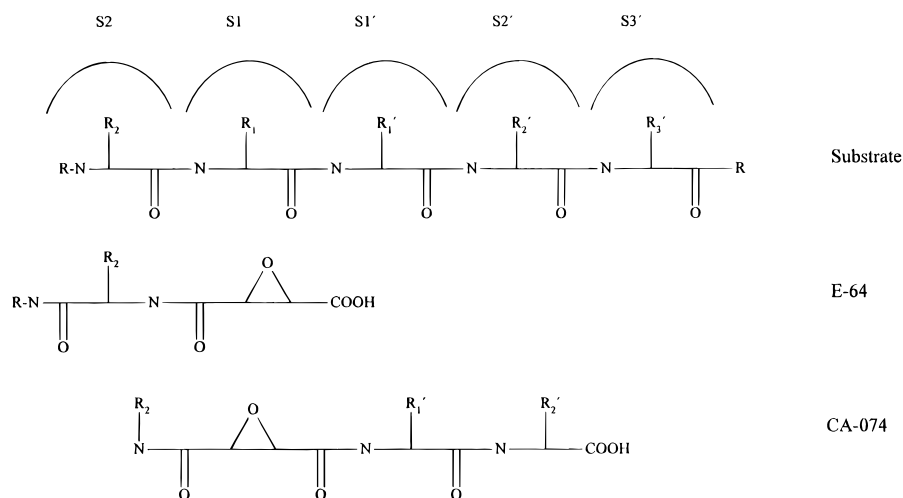 S2 S1 S1´ S2´ S3´
R₂ R₁ R₁´ R₂´ R₃´
R-N N N N N R Substrate
O O O O O
R₂ O
R-N N COOH E-64
O O
R₂ O R₁´ R₂´
N N N COOH CA-074
O O O